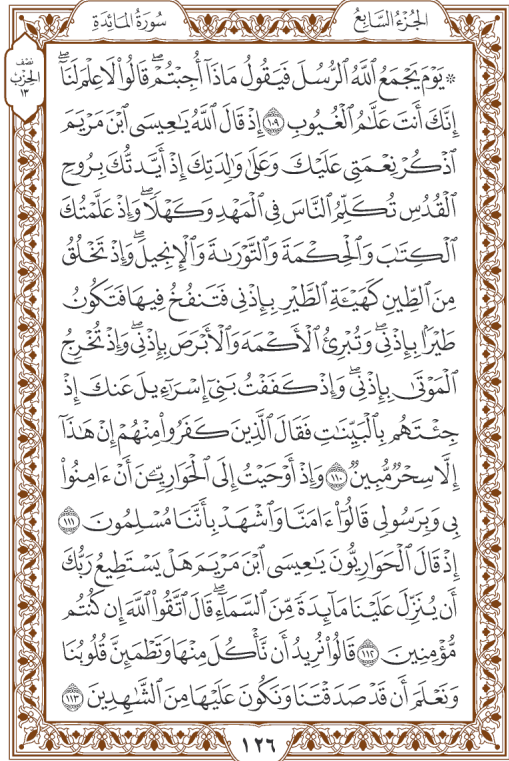 الجزء السابع
سورة المائدة
نصف
الحزب
١٣
۞ يَوْمَ يَجْمَعُ ٱللَّهُ ٱلرُّسُلَ فَيَقُولُ مَاذَآ أُجِبْتُمْۖ قَالُوا۟ لَا عِلْمَ لَنَآۖ
إِنَّكَ أَنتَ عَلَّـٰمُ ٱلْغُيُوبِ ١٠٩ إِذْ قَالَ ٱللَّهُ يَـٰعِيسَى ٱبْنَ مَرْيَمَ
ٱذْكُرْ نِعْمَتِى عَلَيْكَ وَعَلَىٰ وَٰلِدَتِكَ إِذْ أَيَّدتُّكَ بِرُوحِ
ٱلْقُدُسِ تُكَلِّمُ ٱلنَّاسَ فِى ٱلْمَهْدِ وَكَهْلًاۖ وَإِذْ عَلَّمْتُكَ
ٱلْكِتَـٰبَ وَٱلْحِكْمَةَ وَٱلتَّوْرَىٰةَ وَٱلْإِنجِيلَۖ وَإِذْ تَخْلُقُ
مِنَ ٱلطِّينِ كَهَيْـَٔةِ ٱلطَّيْرِ بِإِذْنِى فَتَنفُخُ فِيهَا فَتَكُونُ
طَيْرًۢا بِإِذْنِىۖ وَتُبْرِئُ ٱلْأَكْمَهَ وَٱلْأَبْرَصَ بِإِذْنِىۖ وَإِذْ تُخْرِجُ
ٱلْمَوْتَىٰ بِإِذْنِىۖ وَإِذْ كَفَفْتُ بَنِىٓ إِسْرَٰٓءِيلَ عَنكَ إِذْ
جِئْتَهُم بِٱلْبَيِّنَـٰتِ فَقَالَ ٱلَّذِينَ كَفَرُوا۟ مِنْهُمْ إِنْ هَـٰذَآ
إِلَّا سِحْرٌ مُّبِينٌ ١١٠ وَإِذْ أَوْحَيْتُ إِلَى ٱلْحَوَارِيِّـۧنَ أَنْ ءَامِنُوا۟
بِى وَبِرَسُولِى قَالُوٓا۟ ءَامَنَّا وَٱشْهَدْ بِأَنَّنَا مُسْلِمُونَ ١١١
إِذْ قَالَ ٱلْحَوَارِيُّونَ يَـٰعِيسَى ٱبْنَ مَرْيَمَ هَلْ يَسْتَطِيعُ رَبُّكَ
أَن يُنَزِّلَ عَلَيْنَا مَآئِدَةً مِّنَ ٱلسَّمَآءِۖ قَالَ ٱتَّقُوا۟ ٱللَّهَ إِن كُنتُم
مُّؤْمِنِينَ ١١٢ قَالُوا۟ نُرِيدُ أَن نَّأْكُلَ مِنْهَا وَتَطْمَئِنَّ قُلُوبُنَا
وَنَعْلَمَ أَن قَدْ صَدَقْتَنَا وَنَكُونَ عَلَيْهَا مِنَ ٱلشَّـٰهِدِينَ ١١٣
١٢٦